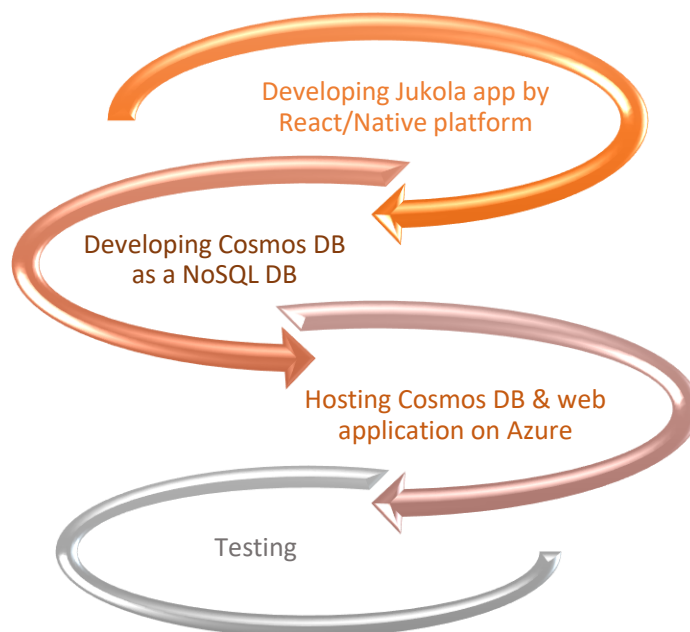 Developing Jukola app by
React/Native platform
Developing Cosmos DB
as a NoSQL DB
Hosting Cosmos DB & web
application on Azure
Testing